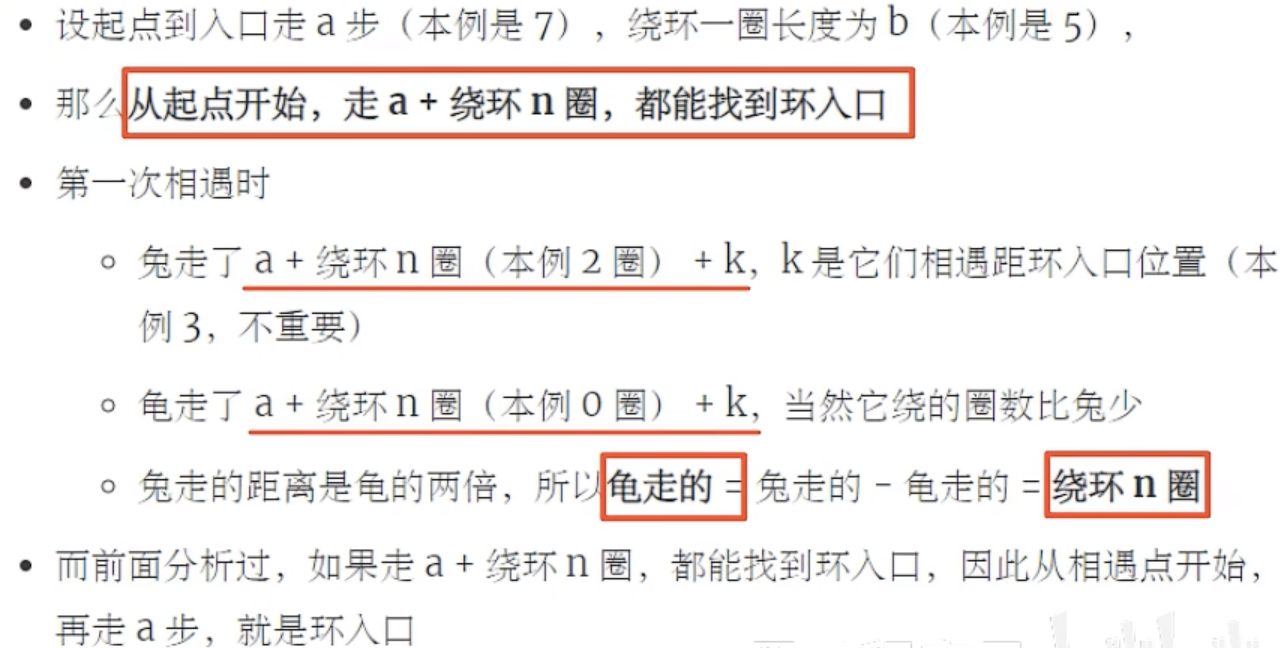 设起点到入口走 a 步（本例是 7），绕环一圈长度为 b（本例是 5），
那么从起点开始，走 a + 绕环 n 圈，都能找到环入口
第一次相遇时
兔走了 a + 绕环 n 圈（本例 2 圈） + k，k 是它们相遇距环入口位置（本
例 3，不重要）
龟走了 a + 绕环 n 圈（本例 0 圈） + k，当然它绕的圈数比兔少
兔走的距离是龟的两倍，所以龟走的 = 兔走的 - 龟走的 = 绕环 n 圈
而前面分析过，如果走 a + 绕环 n 圈，都能找到环入口，因此从相遇点开始，
再走 a 步，就是环入口